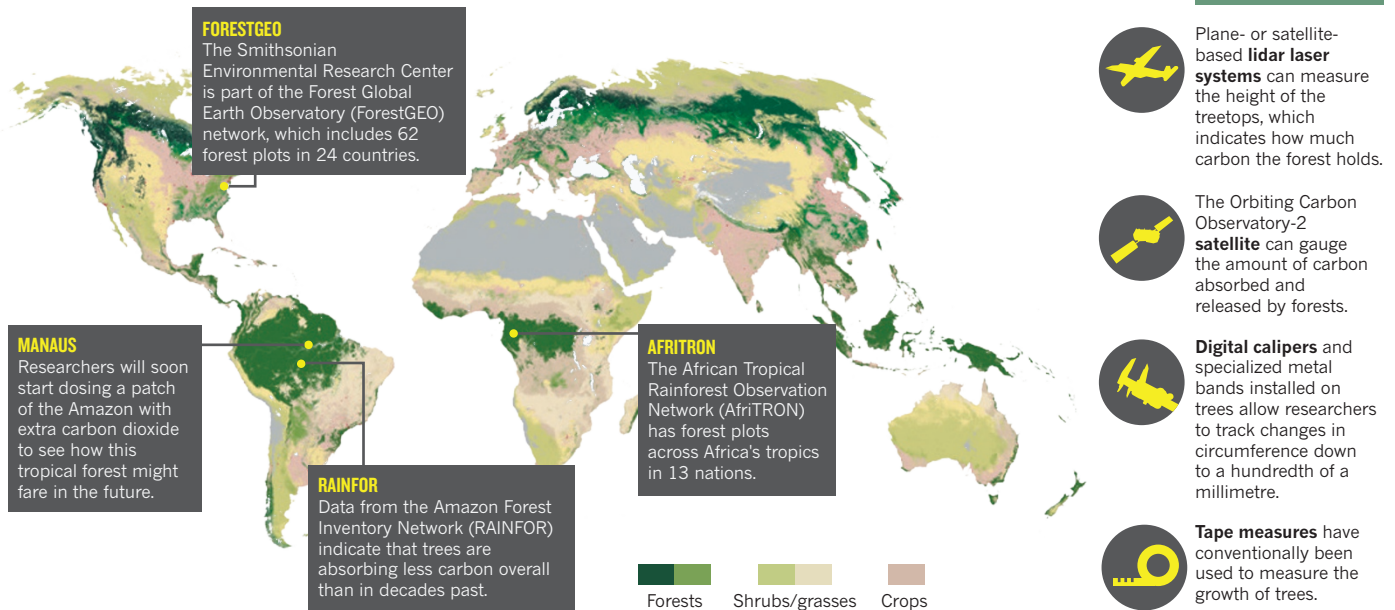 FORESTGEO
The Smithsonian
Environmental Research Center
is part of the Forest Global
Earth Observatory (ForestGEO)
network, which includes 62
forest plots in 24 countries.
MANAUS
Researchers will soon
start dosing a patch
of the Amazon with
extra carbon dioxide
to see how this
tropical forest might
fare in the future.
RAINFOR
Data from the Amazon Forest
Inventory Network (RAINFOR)
indicate that trees are
absorbing less carbon overall
than in decades past.
AFRITRON
The African Tropical
Rainforest Observation
Network (AfriTRON)
has forest plots
across Africa's tropics
in 13 nations.
Forests
Shrubs/grasses
Crops
Plane- or satellite-
based lidar laser
systems can measure
the height of the
treetops, which
indicates how much
carbon the forest holds.
The Orbiting Carbon
Observatory-2
satellite can gauge
the amount of carbon
absorbed and
released by forests.
Digital calipers and
specialized metal
bands installed on
trees allow researchers
to track changes in
circumference down
to a hundredth of a
millimetre.
Tape measures have
conventionally been
used to measure the
growth of trees.